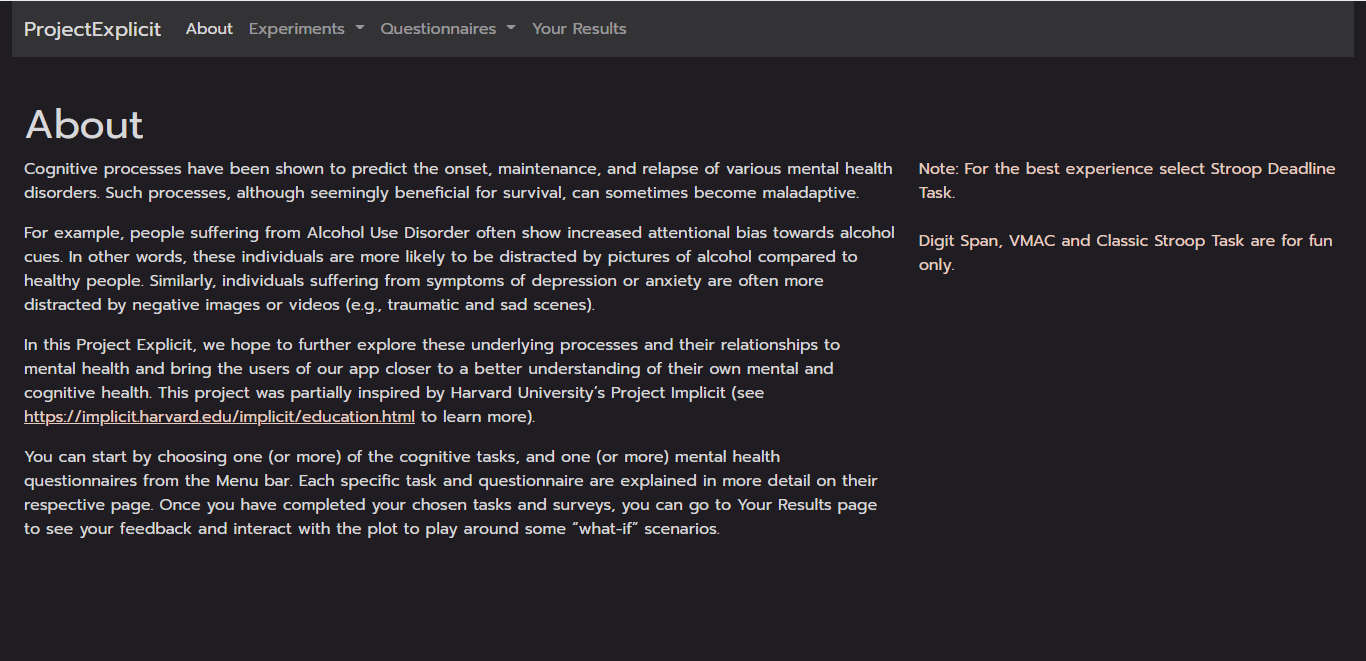 ProjectExplicit About Experiments Questionnaires Your Results
About
Cognitive processes have been shown to predict the onset, maintenance, and relapse of various mental health
disorders. Such processes, although seemingly beneficial for survival, can sometimes become maladaptive.
For example, people suffering from Alcohol Use Disorder often show increased attentional bias towards alcohol
cues. In other words, these individuals are more likely to be distracted by pictures of alcohol compared to
healthy people. Similarly, individuals suffering from symptoms of depression or anxiety are often more
distracted by negative images or videos (e.g., traumatic and sad scenes).
In this Project Explicit, we hope to further explore these underlying processes and their relationships to
mental health and bring the users of our app closer to a better understanding of their own mental and
cognitive health. This project was partially inspired by Harvard University's Project Implicit (see
https://implicit.harvard.edu/implicit/education.html to learn more).
You can start by choosing one (or more) of the cognitive tasks, and one (or more) mental health
questionnaires from the Menu bar. Each specific task and questionnaire are explained in more detail on their
respective page. Once you have completed your chosen tasks and surveys, you can go to Your Results page
to see your feedback and interact with the plot to play around some "what-if" scenarios.
Note: For the best experience select Stroop Deadline
Task.
Digit Span, VMAC and Classic Stroop Task are for fun
only.